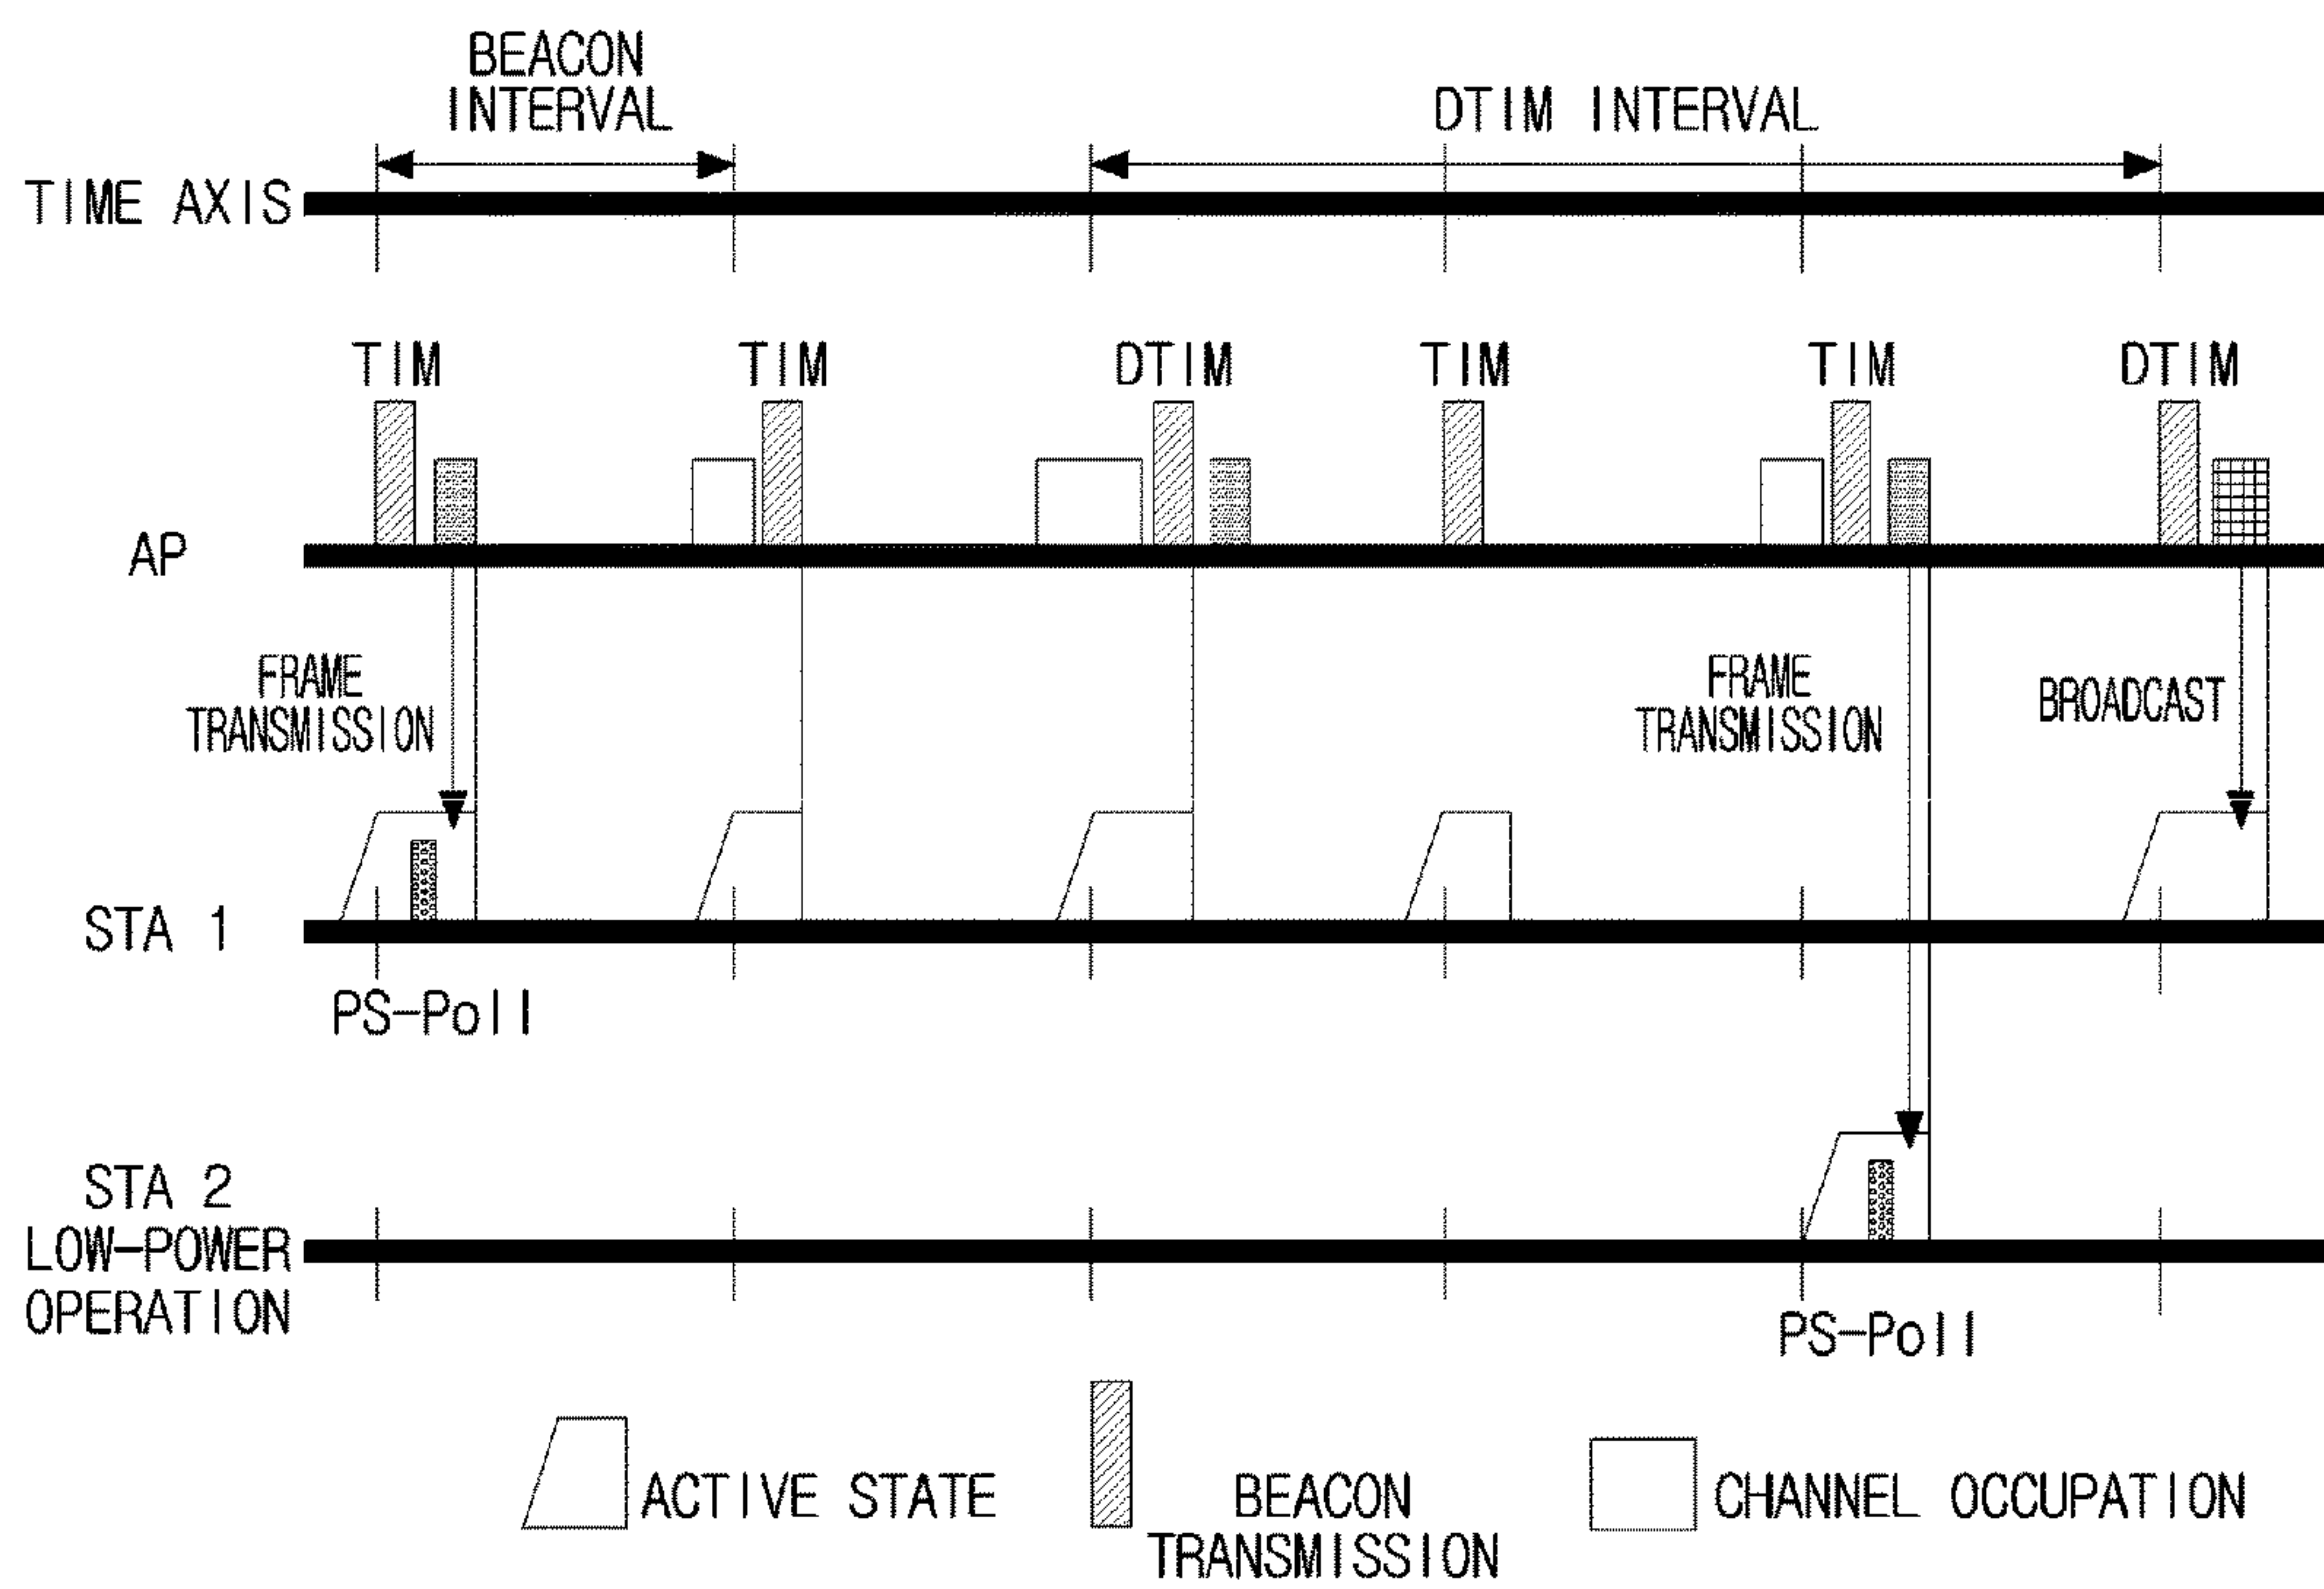 BEACON
INTERVAL
DTIM INTERVAL
TIME AXIS
TIM
TIM
DTIM
TIM
TIM
DTIM
AP
FRAME
TRANSMISSION
FRAME
TRANSMISSION
BROADCAST
STA 1
PS-Poll
STA 2
LOW-POWER
OPERATION
PS-Poll
ACTIVE STATE
BEACON
TRANSMISSION
CHANNEL OCCUPATION